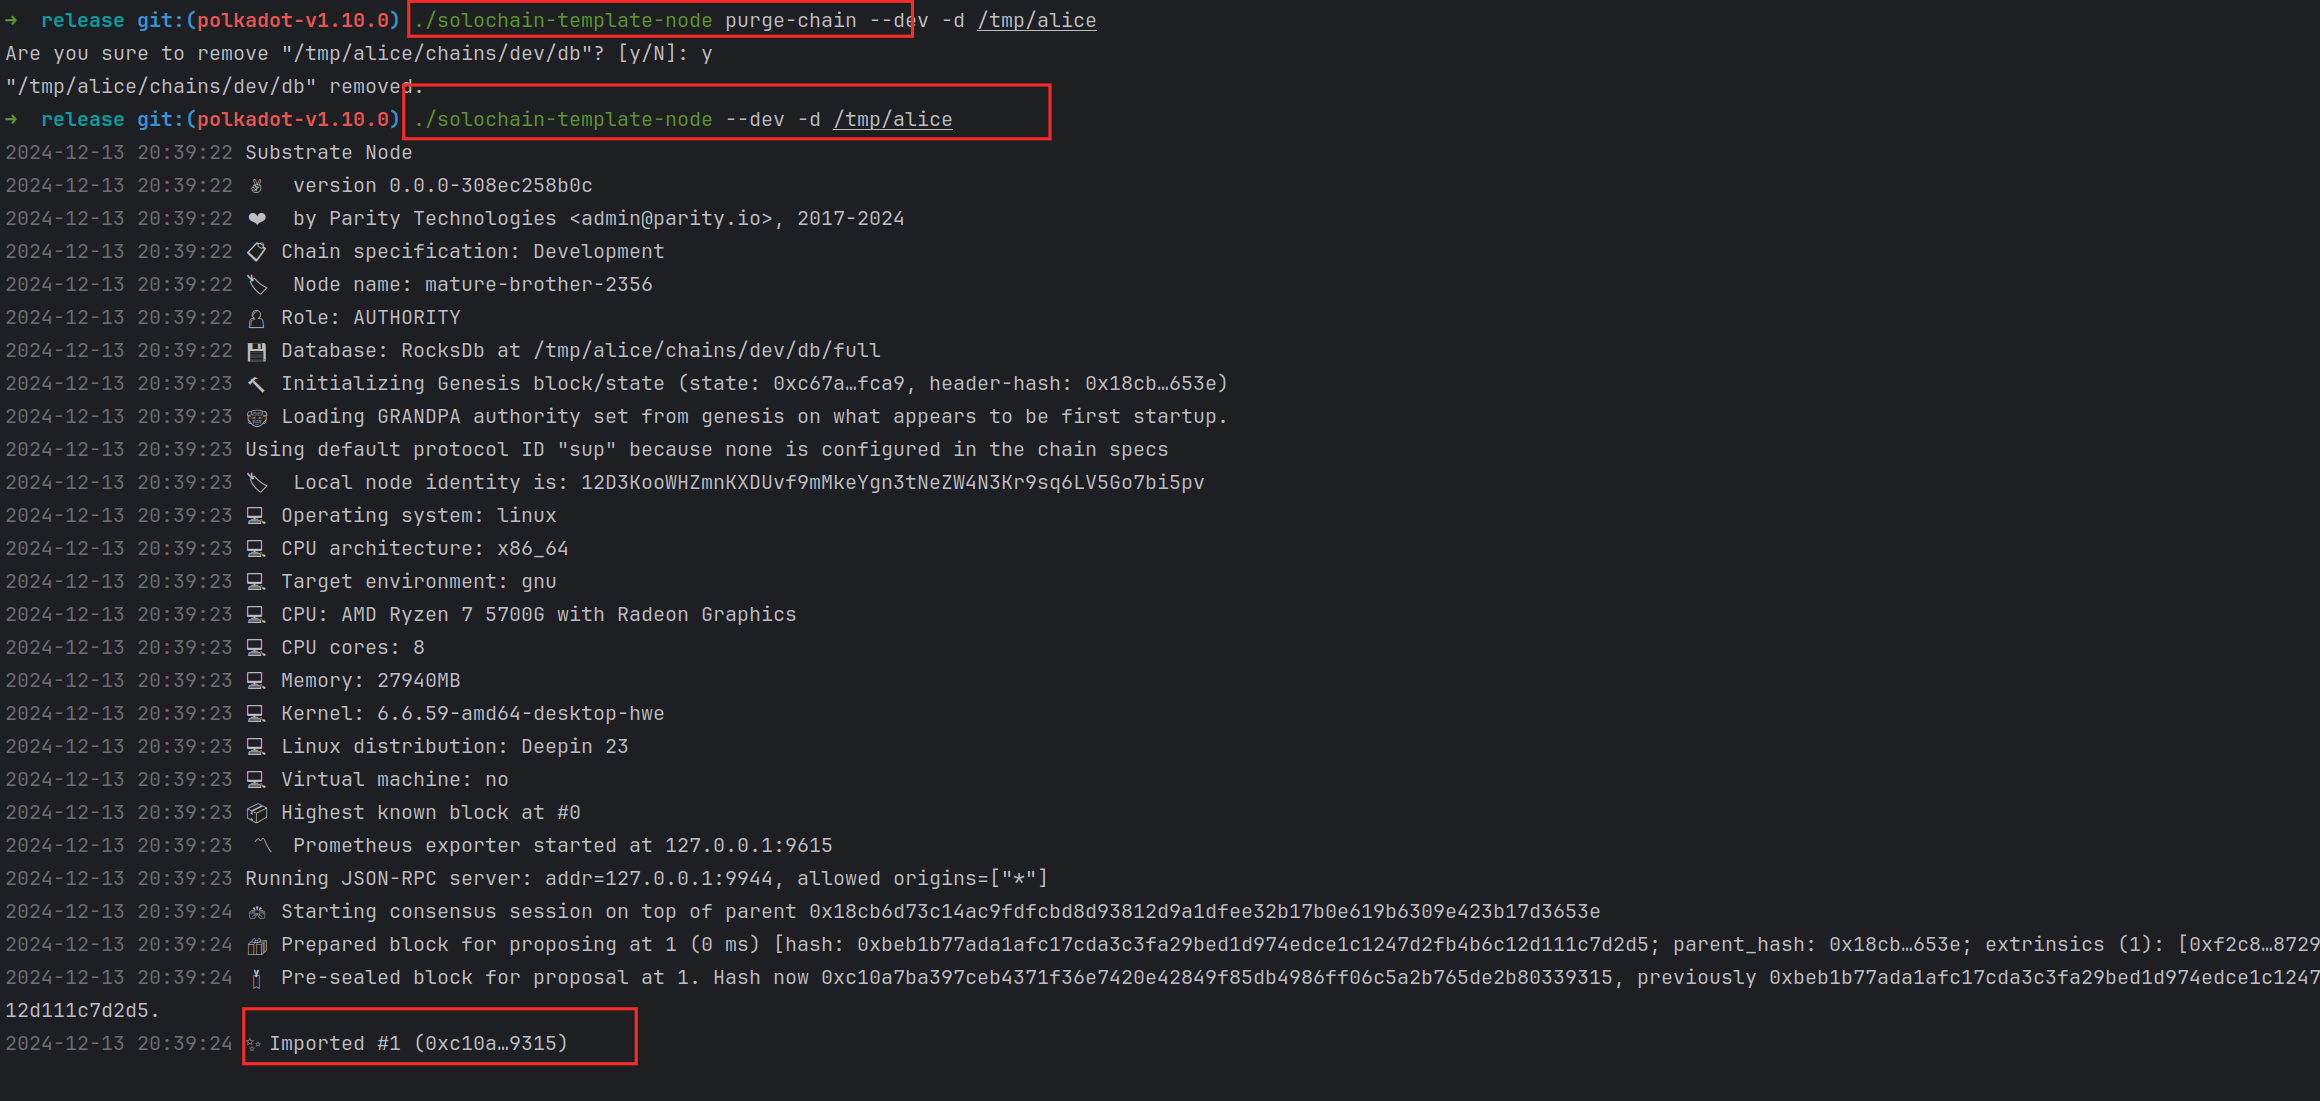 →  release git:(polkadot-v1.10.0) ./solochain-template-node purge-chain --dev -d /tmp/alice
Are you sure to remove "/tmp/alice/chains/dev/db"? [y/N]: y
"/tmp/alice/chains/dev/db" removed.
→  release git:(polkadot-v1.10.0) ./solochain-template-node --dev -d /tmp/alice
2024-12-13 20:39:22 Substrate Node
2024-12-13 20:39:22 ✌️  version 0.0.0-308ec258b0c
2024-12-13 20:39:22 ❤️  by Parity Technologies <admin@parity.io>, 2017-2024
2024-12-13 20:39:22 📋 Chain specification: Development
2024-12-13 20:39:22 🏷  Node name: mature-brother-2356
2024-12-13 20:39:22 👤 Role: AUTHORITY
2024-12-13 20:39:22 💾 Database: RocksDb at /tmp/alice/chains/dev/db/full
2024-12-13 20:39:23 🔨 Initializing Genesis block/state (state: 0xc67a…fca9, header-hash: 0x18cb…653e)
2024-12-13 20:39:23 👴 Loading GRANDPA authority set from genesis on what appears to be first startup.
2024-12-13 20:39:23 Using default protocol ID "sup" because none is configured in the chain specs
2024-12-13 20:39:23 🏷  Local node identity is: 12D3KooWHZmnKXDUvf9mMkeYgn3tNeZW4N3Kr9sq6LV5Go7bi5pv
2024-12-13 20:39:23 💻 Operating system: linux
2024-12-13 20:39:23 💻 CPU architecture: x86_64
2024-12-13 20:39:23 💻 Target environment: gnu
2024-12-13 20:39:23 💻 CPU: AMD Ryzen 7 5700G with Radeon Graphics
2024-12-13 20:39:23 💻 CPU cores: 8
2024-12-13 20:39:23 💻 Memory: 27940MB
2024-12-13 20:39:23 💻 Kernel: 6.6.59-amd64-desktop-hwe
2024-12-13 20:39:23 💻 Linux distribution: Deepin 23
2024-12-13 20:39:23 💻 Virtual machine: no
2024-12-13 20:39:23 📦 Highest known block at #0
2024-12-13 20:39:23 〽️  Prometheus exporter started at 127.0.0.1:9615
2024-12-13 20:39:23 Running JSON-RPC server: addr=127.0.0.1:9944, allowed origins=["*"]
2024-12-13 20:39:24 🙌 Starting consensus session on top of parent 0x18cb6d73c14ac9fdfcbd8d93812d9a1dfee32b17b0e619b6309e423b17d3653e
2024-12-13 20:39:24 🎁 Prepared block for proposing at 1 (0 ms) [hash: 0xbeb1b77ada1afc17cda3c3fa29bed1d974edce1c1247d2fb4b6c12d111c7d2d5; parent_hash: 0x18cb…653e; extrinsics (1): [0xf2c8…8729
2024-12-13 20:39:24 🔖 Pre-sealed block for proposal at 1. Hash now 0xc10a7ba397ceb4371f36e7420e42849f85db4986ff06c5a2b765de2b80339315, previously 0xbeb1b77ada1afc17cda3c3fa29bed1d974edce1c1247
12d111c7d2d5.
2024-12-13 20:39:24 ✨ Imported #1 (0xc10a…9315)